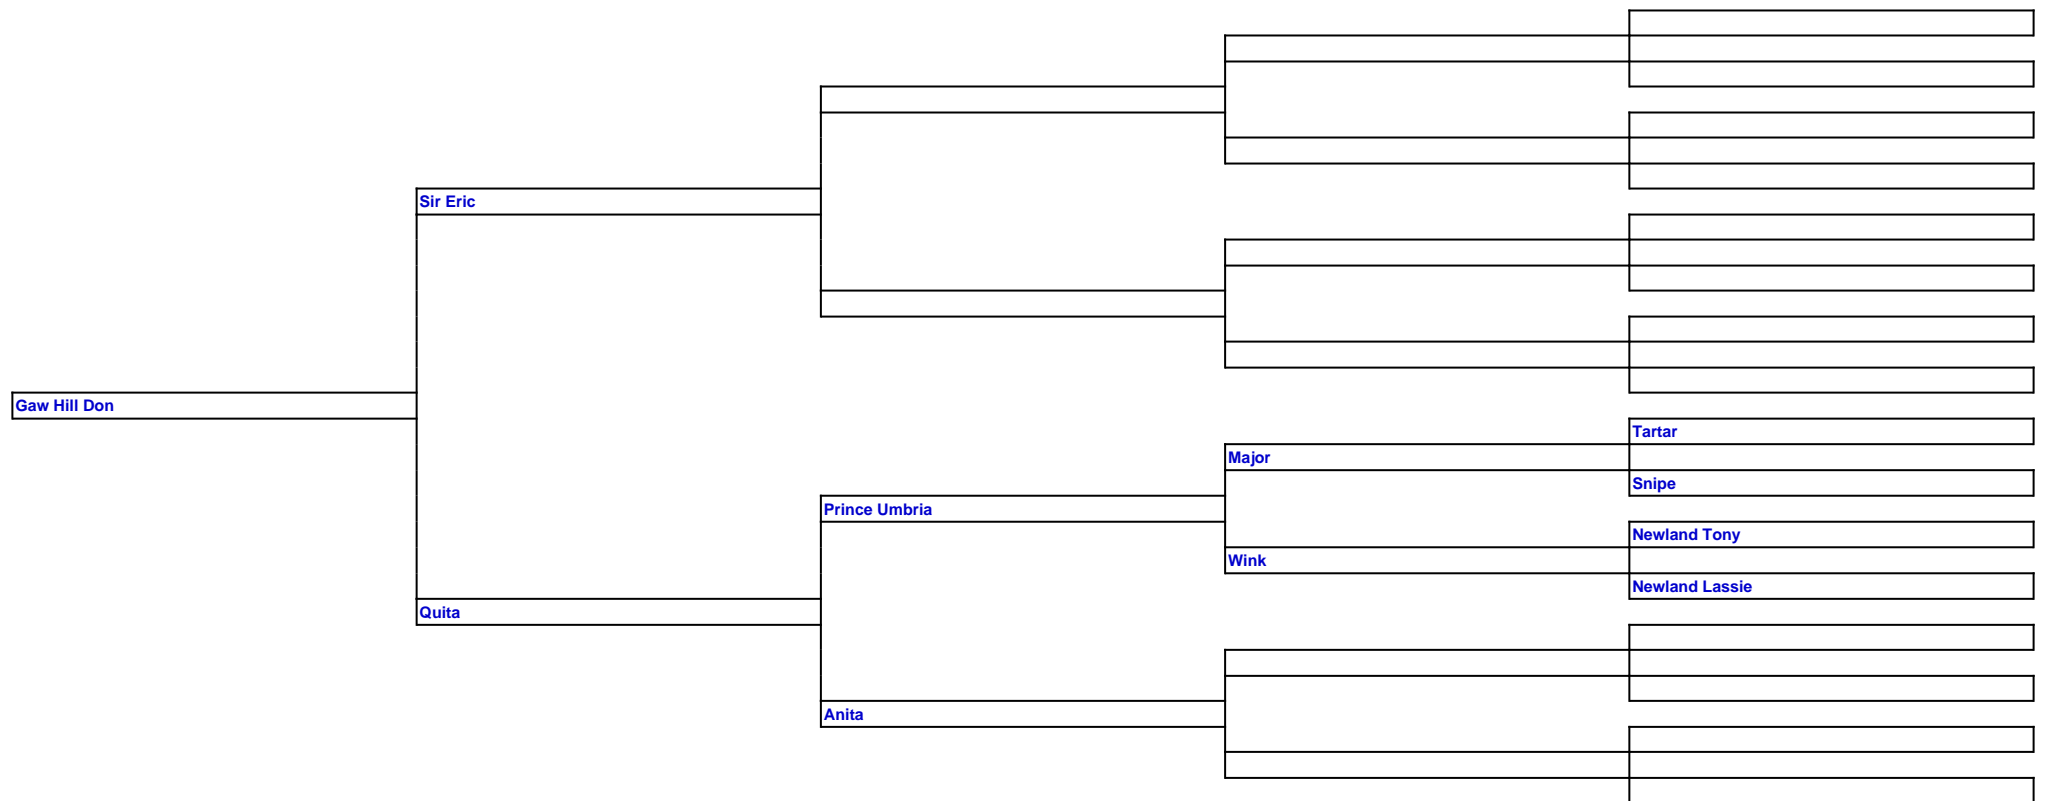 Sir Eric
Gaw Hill Don
Tartar
Major
Snipe
Prince Umbria
Newland Tony
Wink
Newland Lassie
Quita
Anita